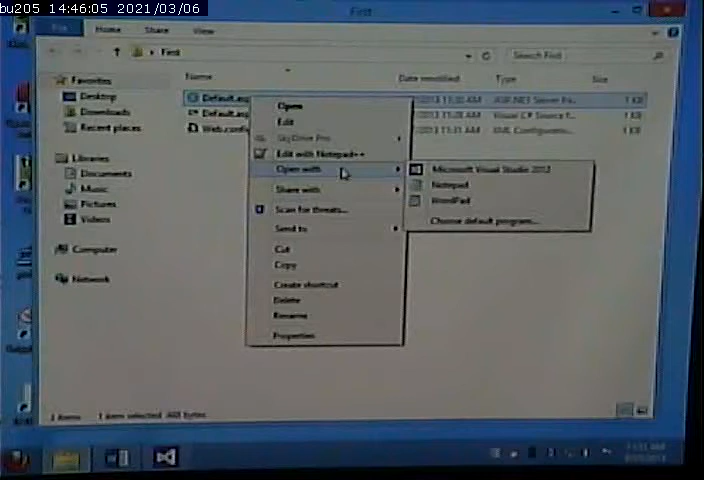 bu205 14:46:05 2021/03/06
First
File Home Share View
First
Search First
Name Date modified Type Size
Favorites
Desktop
Downloads
Recent places
Libraries
Documents
Music
Pictures
Videos
Computer
Network
Default.asp
Default.asp
Web.config
ASP.NET Server Pa... 1 KB
Visual C# Source f... 1 KB
XML Configuratio... 1 KB
Open
Edit
SkyDrive Pro
Edit with Notepad++
Open with
Share with
Scan for threats...
Send to
Cut
Copy
Create shortcut
Delete
Rename
Properties
Microsoft Visual Studio 2012
Notepad
WordPad
Choose default program...
3 items 1 item selected bytes